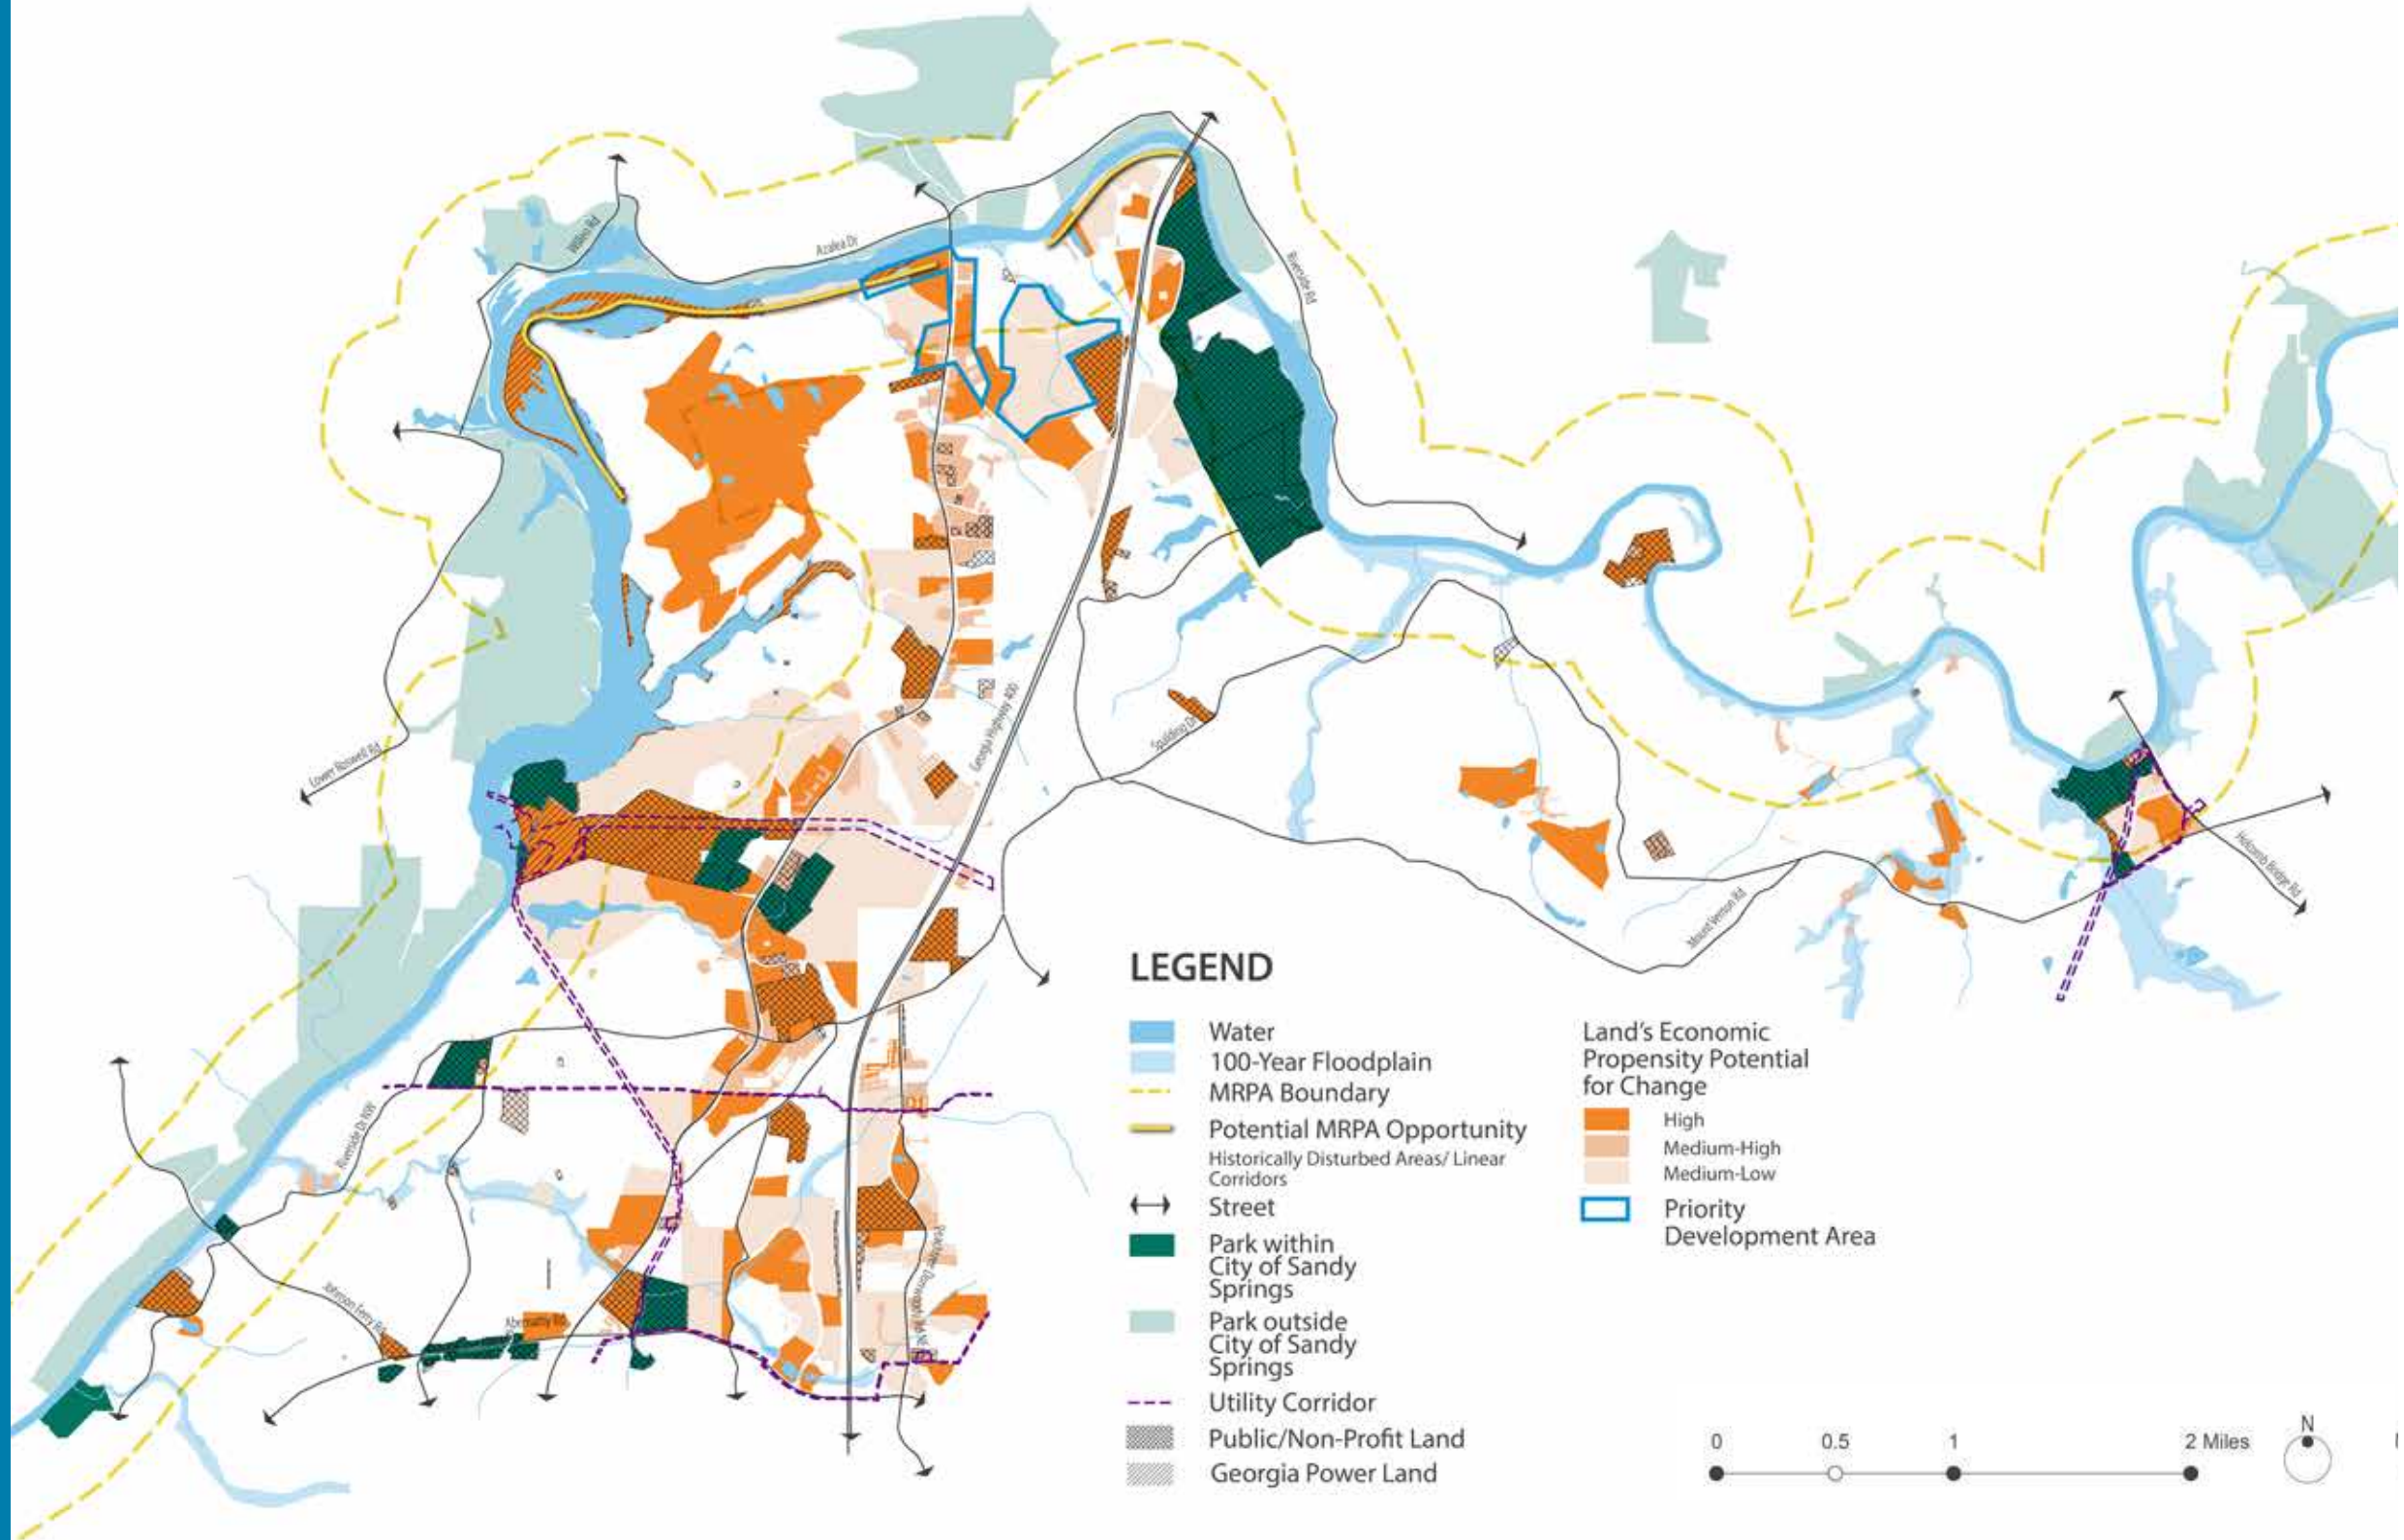 Willeo Rd
Azalea Dr
Riverside Rd
Lower Roswell Rd
Georgia Highway 400
Spalding Dr
Holcomb Bridge Rd
Mount Vernon Rd
Riverside Dr NW
Johnson Ferry Rd
Abernathy Rd
LEGEND
Water
100-Year Floodplain
MRPA Boundary
Potential MRPA Opportunity
Historically Disturbed Areas/ Linear
Corridors
Street
Park within
City of Sandy
Springs
Park outside
City of Sandy
Springs
Utility Corridor
Public/Non-Profit Land
Georgia Power Land
Land's Economic
Propensity Potential
for Change
High
Medium-High
Medium-Low
Priority
Development Area
0 0.5 1 2 Miles
N